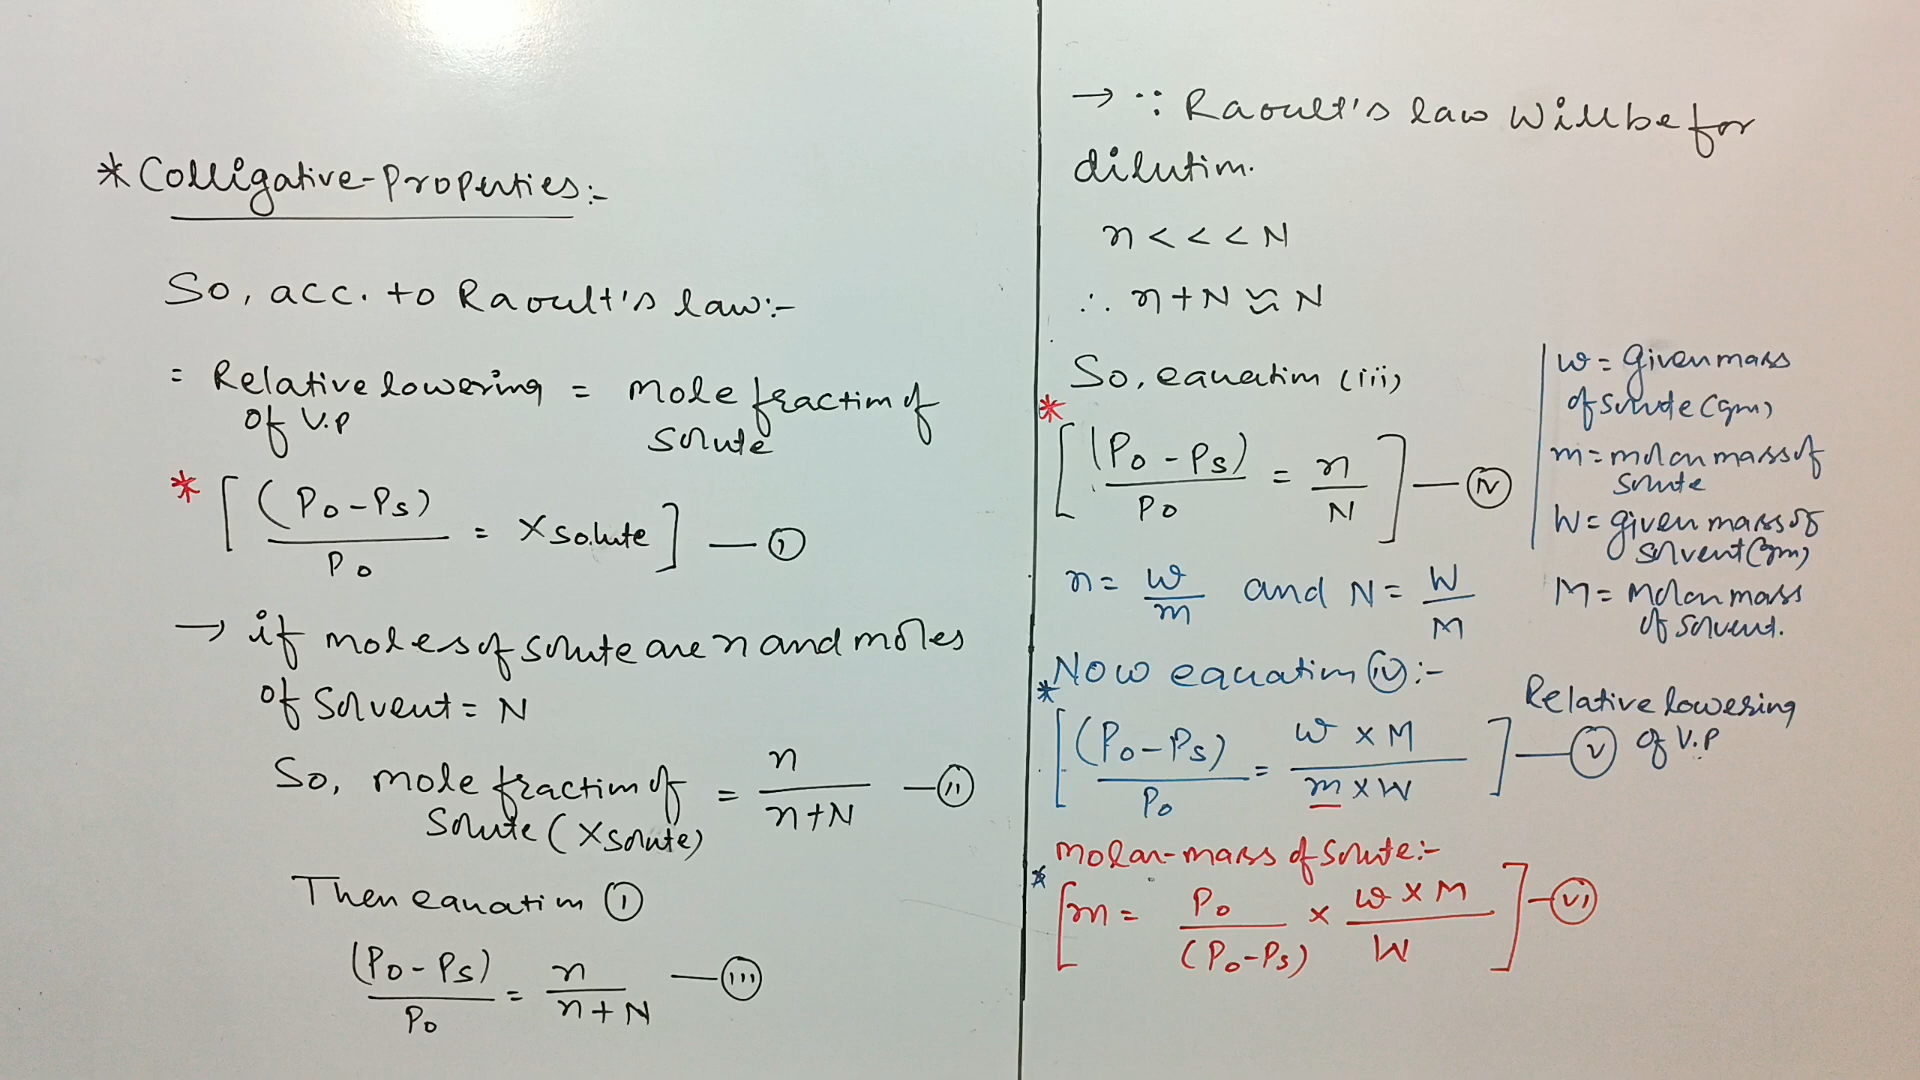 * Colligative-Properties:-
So, acc. to Raoult's law:-
= Relative lowering = mole fraction of
of V.P solute
* [ (Po-Ps) / Po = X solute ] — (i)
→ if moles of solute are n and moles
of Solvent = N
So, mole fraction of = n / n+N — (ii)
Solute (Xsolute)
Then equation (i)
(Po-Ps) / Po = n / n+N — (iii)
→ ∵ Raoult's law will be for
dilution.
n <<< N
∴ n+N ≈ N
So, equation (iii)
* [ (Po-Ps) / Po = n / N ] — (iv)
n = w / m and N = W / M
w = given mass
of solute (gm)
m = molar mass of
solute
W = given mass of
solvent (gm)
M = Molar mass
of solvent.
Now equation (iv):-
* [ (Po-Ps) / Po = w x M / m x W ] — (v)
Relative lowering
of V.P
molar-mass of solute:-
* [ m = Po / (Po-Ps) x w x M / W ] — (vi)